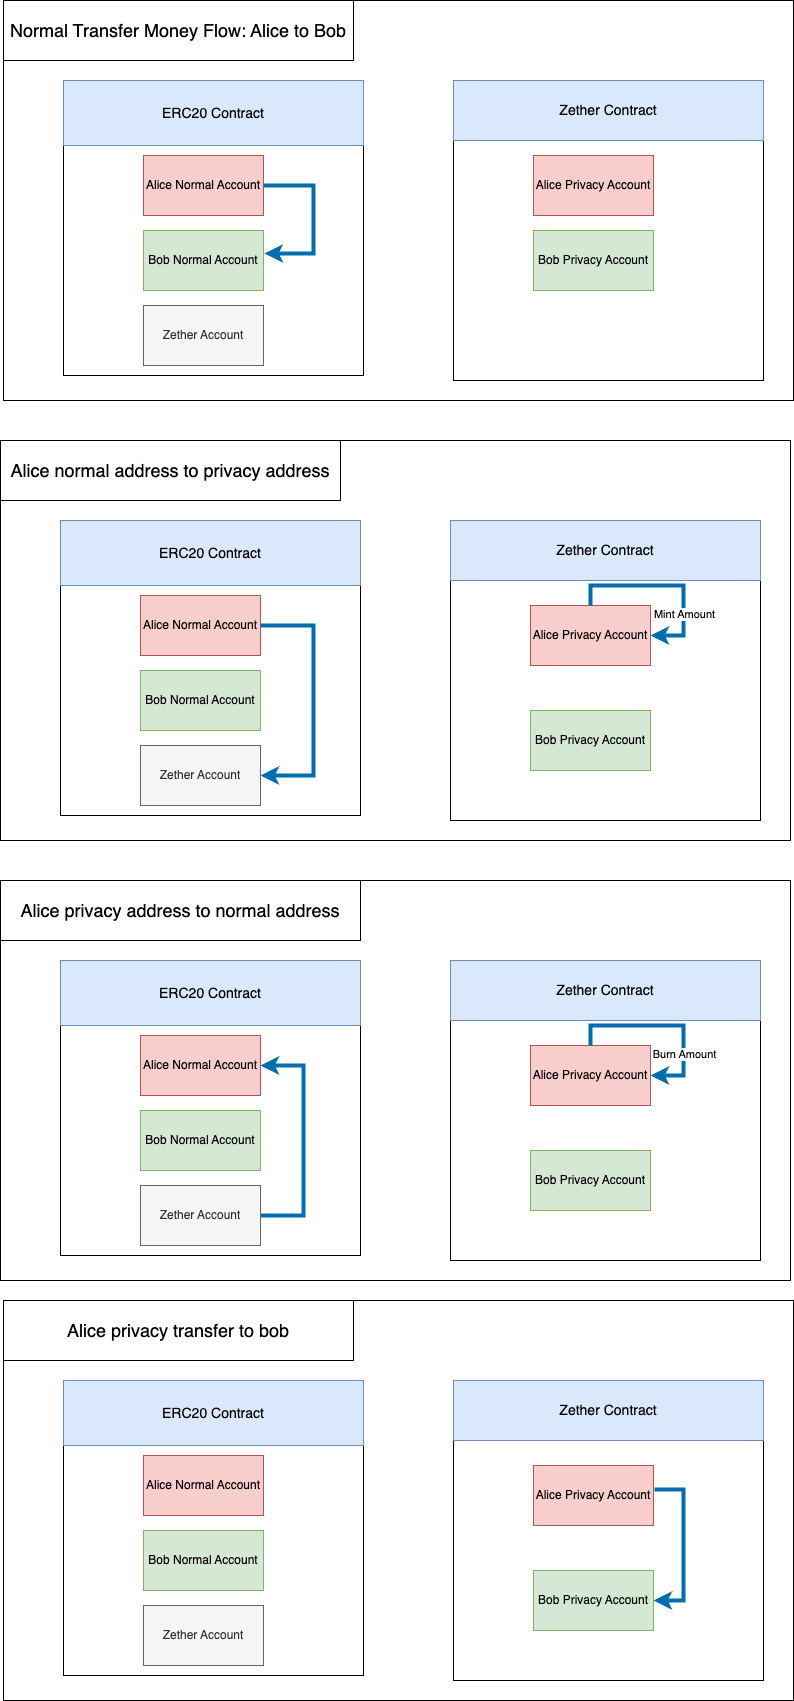 Normal Transfer Money Flow: Alice to Bob
ERC20 Contract
Zether Contract
Alice Normal Account
Alice Privacy Account
Bob Normal Account
Bob Privacy Account
Zether Account
Alice normal address to privacy address
ERC20 Contract
Zether Contract
Mint Amount
Alice Normal Account
Alice Privacy Account
Bob Normal Account
Bob Privacy Account
Zether Account
Alice privacy address to normal address
ERC20 Contract
Zether Contract
Burn Amount
Alice Normal Account
Alice Privacy Account
Bob Normal Account
Bob Privacy Account
Zether Account
Alice privacy transfer to bob
ERC20 Contract
Zether Contract
Alice Normal Account
Alice Privacy Account
Bob Normal Account
Bob Privacy Account
Zether Account